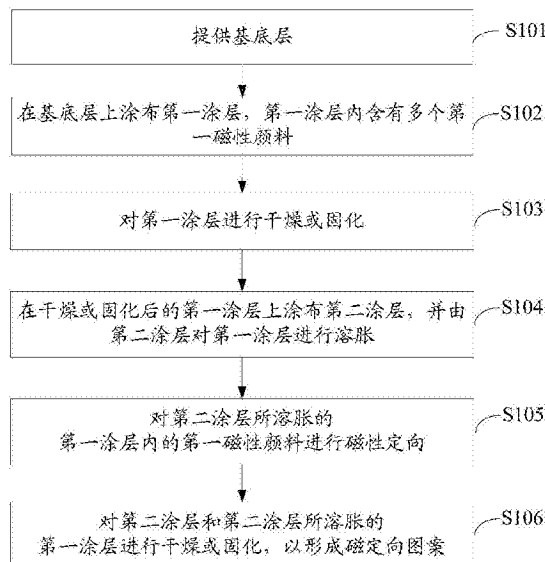 提供基底层
S101
在基底层上涂布第一涂层，第一涂层内含有多个第
一磁性颜料
S102
对第一涂层进行干燥或固化
S103
在干燥或固化后的第一涂层上涂布第二涂层，并由
第二涂层对第一涂层进行溶胀
S104
对第二涂层所溶胀的
第一涂层内的第一磁性颜料进行磁性定向
S105
对第二涂层和第二涂层所溶胀的
第一涂层进行干燥或固化，以形成磁定向图案
S106